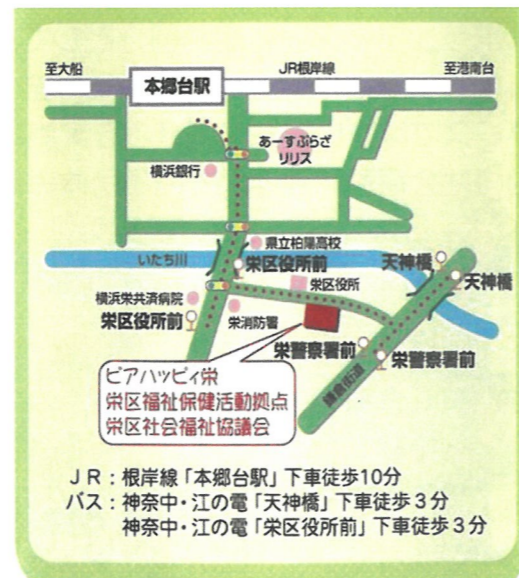 至大船
本郷台駅
JR根岸線
至港南台
あーすぷらざ
リリス
横浜銀行
県立柏陽高校
いたち川
栄区役所前
天神橋
天神橋
横浜栄共済病院
栄区役所
栄区役所前
栄消防署
栄警察署前
栄警察署前
鎌倉街道
ピアハッピィ栄
栄区福祉保健活動拠点
栄区社会福祉協議会
JR：根岸線「本郷台駅」下車徒歩10分
バス：神奈中・江の電「天神橋」下車徒歩３分
神奈中・江の電「栄区役所前」下車徒歩３分